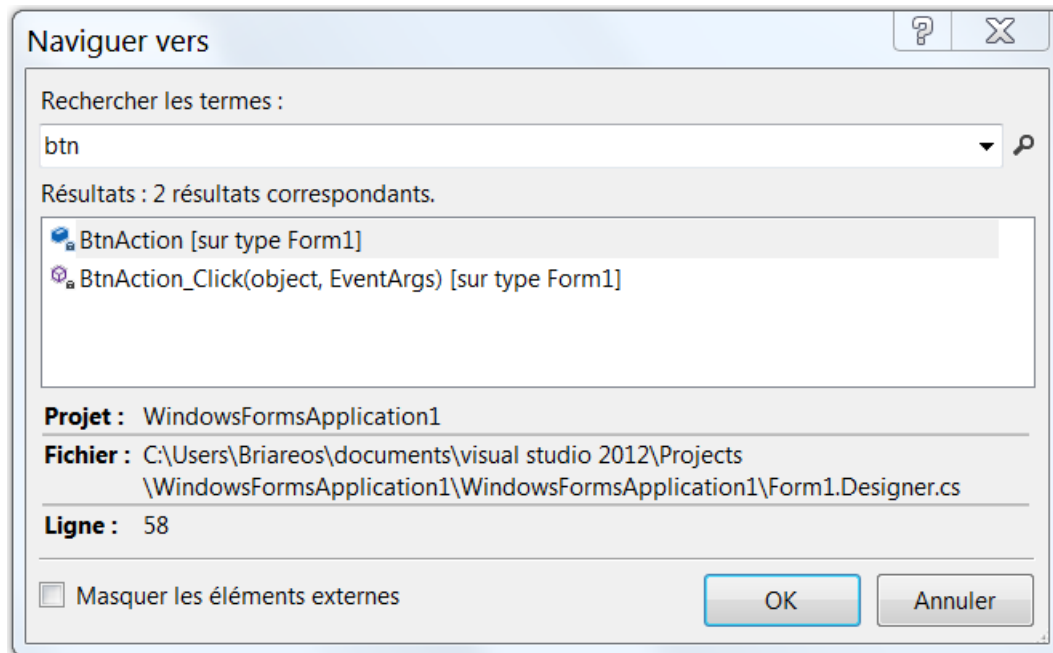 Naviguer vers
Rechercher les termes :
btn
Résultats : 2 résultats correspondants.
BtnAction [sur type Form1]
BtnAction_Click(object, EventArgs) [sur type Form1]
Projet : WindowsFormsApplication1
Fichier : C:\Users\Briareos\documents\visual studio 2012\Projects
\WindowsFormsApplication1\WindowsFormsApplication1\Form1.Designer.cs
Ligne : 58
Masquer les éléments externes
OK
Annuler